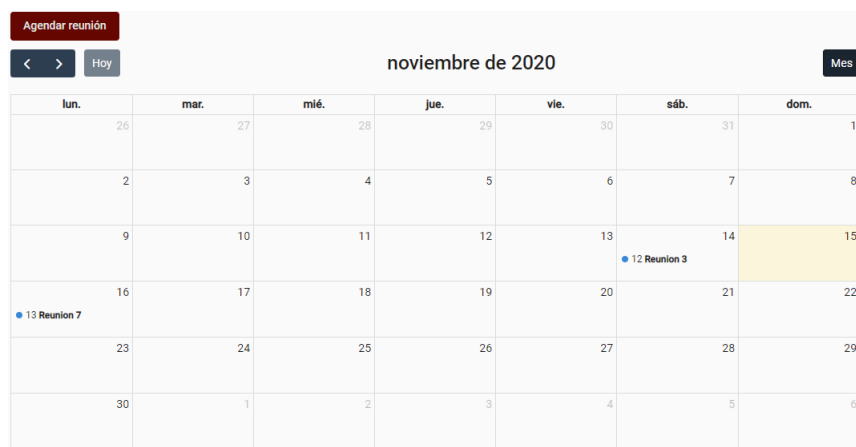 Agendar reunión
Hoy
noviembre de 2020
Mes
lun. mar. mié. jue. vie. sáb. dom.
26 27 28 29 30 31 1
2 3 4 5 6 7 8
9 10 11 12 13 14 15
12 Reunion 3
16 17 18 19 20 21 22
13 Reunion 7
23 24 25 26 27 28 29
30 1 2 3 4 5 6